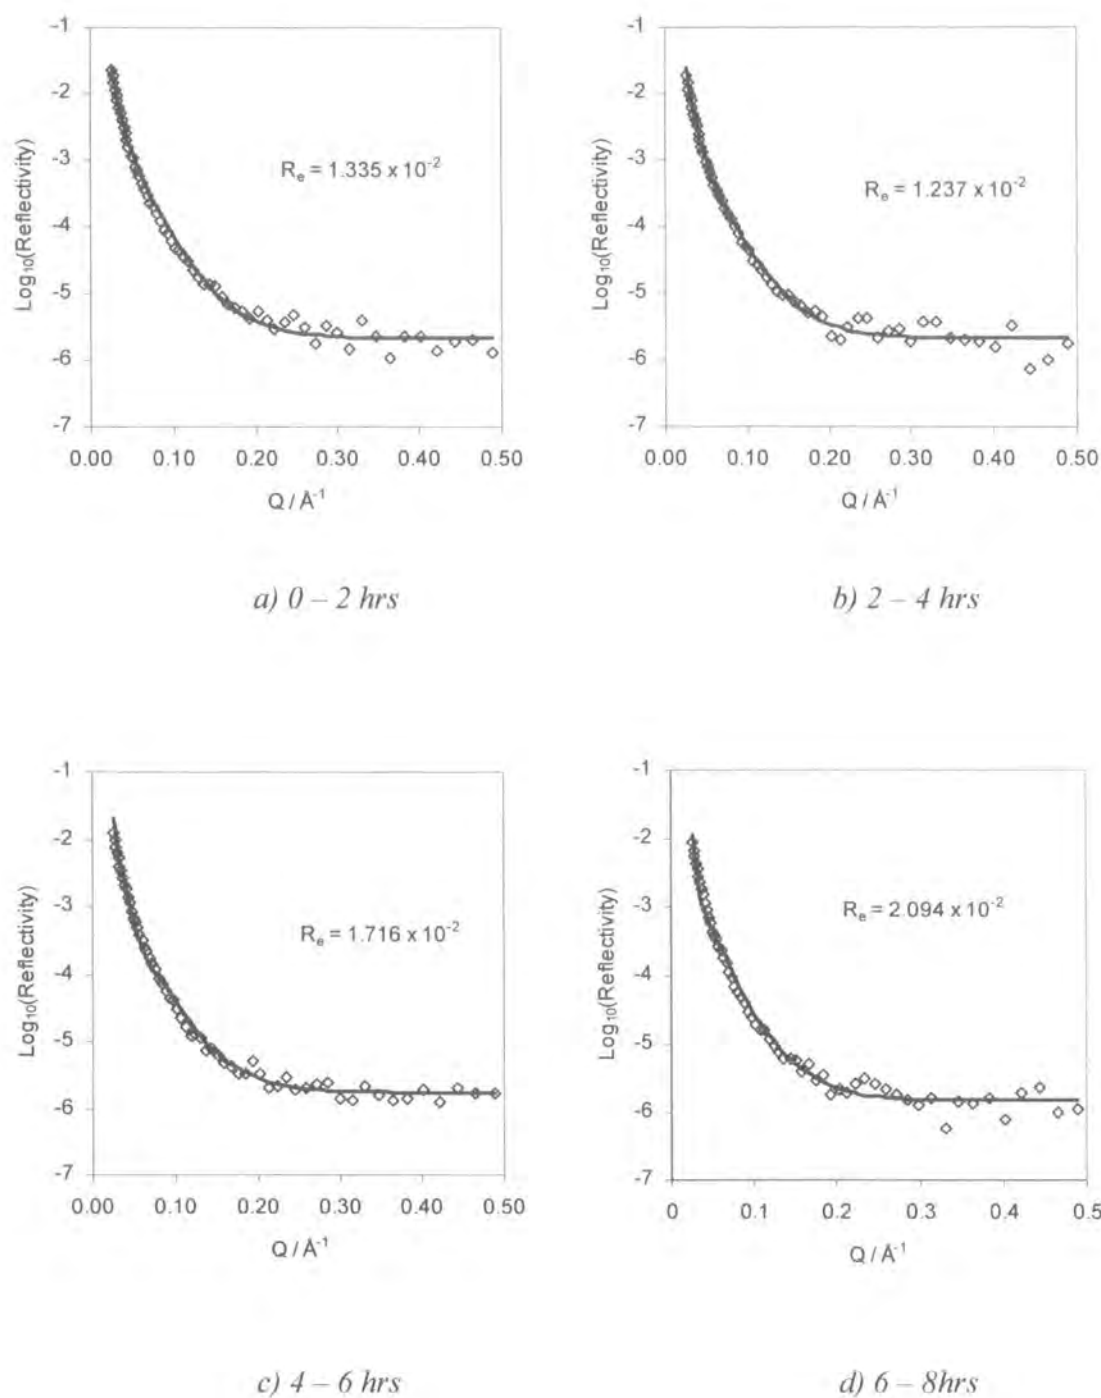 -1
-2
-3
-4
-5
-6
-7
Log₁₀(Reflectivity)
Rₑ = 1.335 x 10⁻²
0.00 0.10 0.20 0.30 0.40 0.50
Q / Å⁻¹
a) 0 – 2 hrs
-1
-2
-3
-4
-5
-6
-7
Log₁₀(Reflectivity)
Rₑ = 1.237 x 10⁻²
0.00 0.10 0.20 0.30 0.40 0.50
Q / Å⁻¹
b) 2 – 4 hrs
-1
-2
-3
-4
-5
-6
-7
Log₁₀(Reflectivity)
Rₑ = 1.716 x 10⁻²
0.00 0.10 0.20 0.30 0.40 0.50
Q / Å⁻¹
c) 4 – 6 hrs
-1
-2
-3
-4
-5
-6
-7
Log₁₀(Reflectivity)
Rₑ = 2.094 x 10⁻²
0 0.1 0.2 0.3 0.4 0.5
Q / Å⁻¹
d) 6 – 8hrs